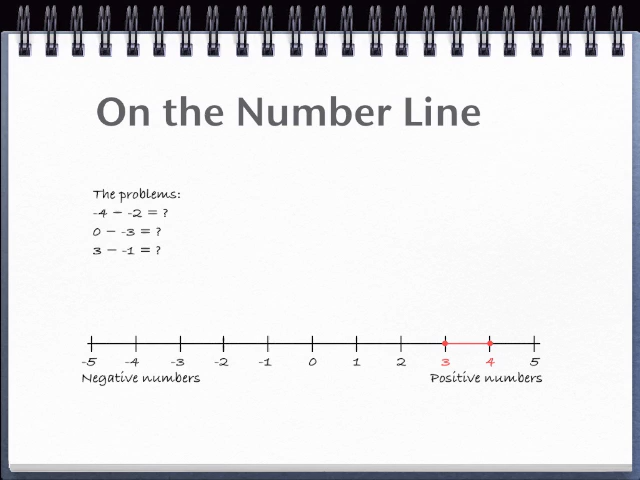 On the Number Line
The problems:
-4 – -2 = ?
0 – -3 = ?
3 – -1 = ?
-5 -4 -3 -2 -1 0 1 2 3 4 5
Negative numbers Positive numbers